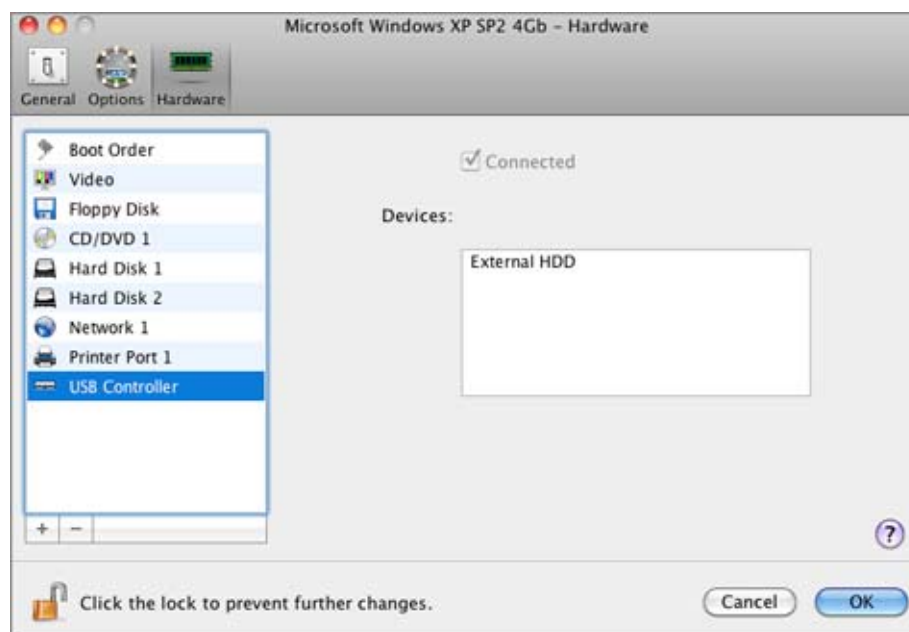 Microsoft Windows XP SP2 4Gb – Hardware
General Options Hardware
Boot Order
Video
Floppy Disk
CD/DVD 1
Hard Disk 1
Hard Disk 2
Network 1
Printer Port 1
USB Controller
Connected
Devices:
External HDD
+ −
?
Click the lock to prevent further changes.
Cancel OK